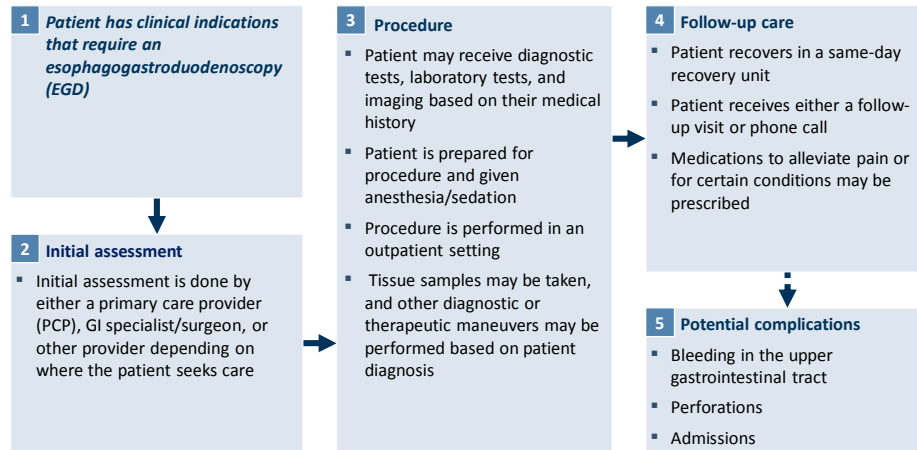 1
Patient has clinical indications
that require an
esophagogastroduodenoscopy
(EGD)
2
Initial assessment
▪ Initial assessment is done by
either a primary care provider
(PCP), GI specialist/surgeon, or
other provider depending on
where the patient seeks care
3
Procedure
▪ Patient may receive diagnostic
tests, laboratory tests, and
imaging based on their medical
history
▪ Patient is prepared for
procedure and given
anesthesia/sedation
▪ Procedure is performed in an
outpatient setting
▪ Tissue samples may be taken,
and other diagnostic or
therapeutic maneuvers may be
performed based on patient
diagnosis
4
Follow-up care
▪ Patient recovers in a same-day
recovery unit
▪ Patient receives either a follow-
up visit or phone call
▪ Medications to alleviate pain or
for certain conditions may be
prescribed
5
Potential complications
▪ Bleeding in the upper
gastrointestinal tract
▪ Perforations
▪ Admissions